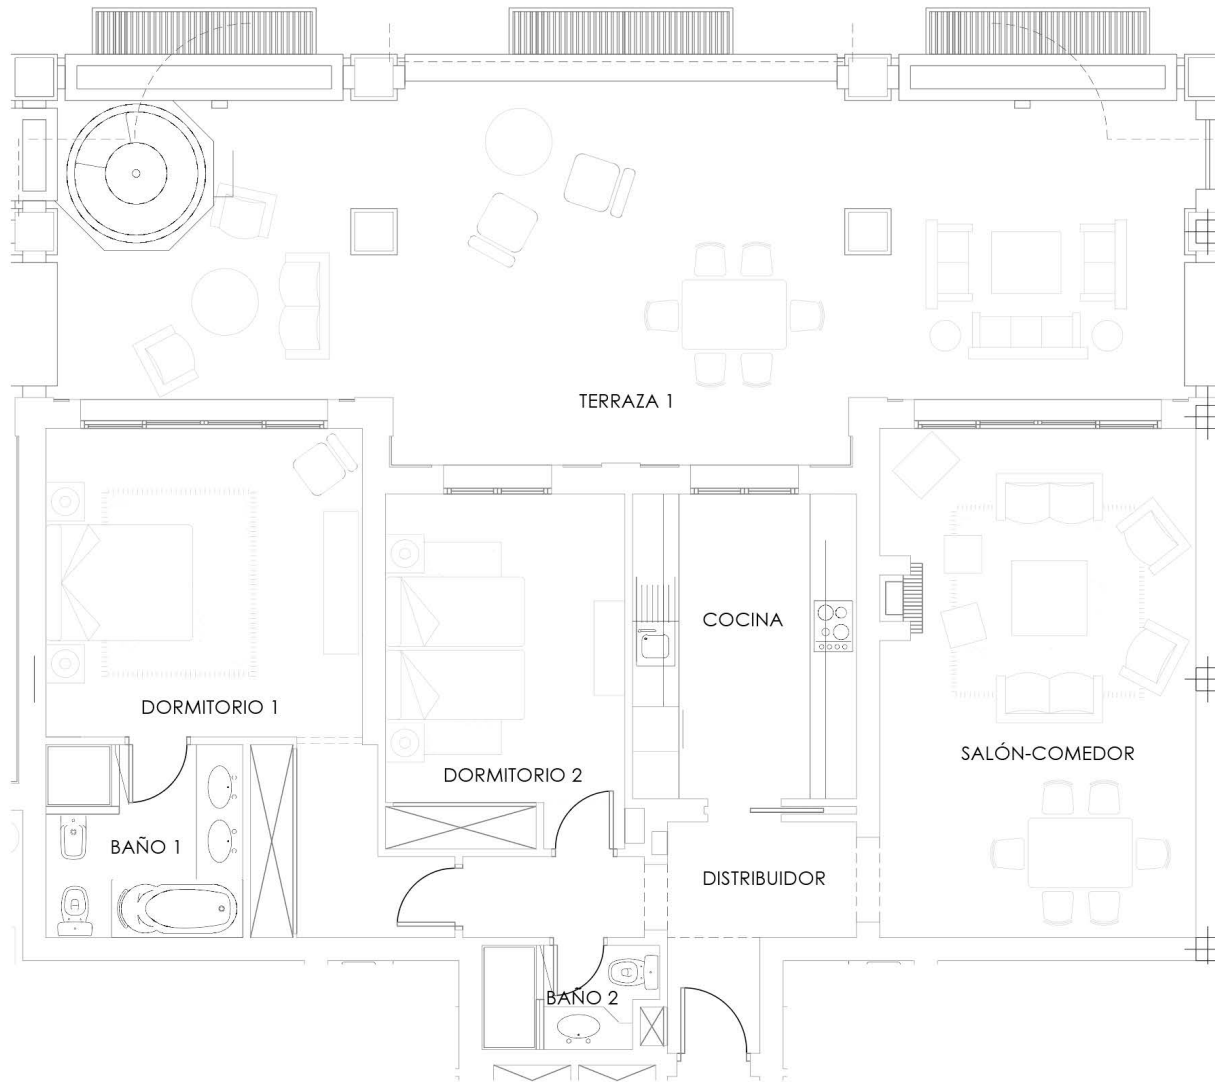 TERRAZA 1
COCINA
DORMITORIO 1
SALÓN-COMEDOR
DORMITORIO 2
BAÑO 1
DISTRIBUIDOR
BAÑO 2